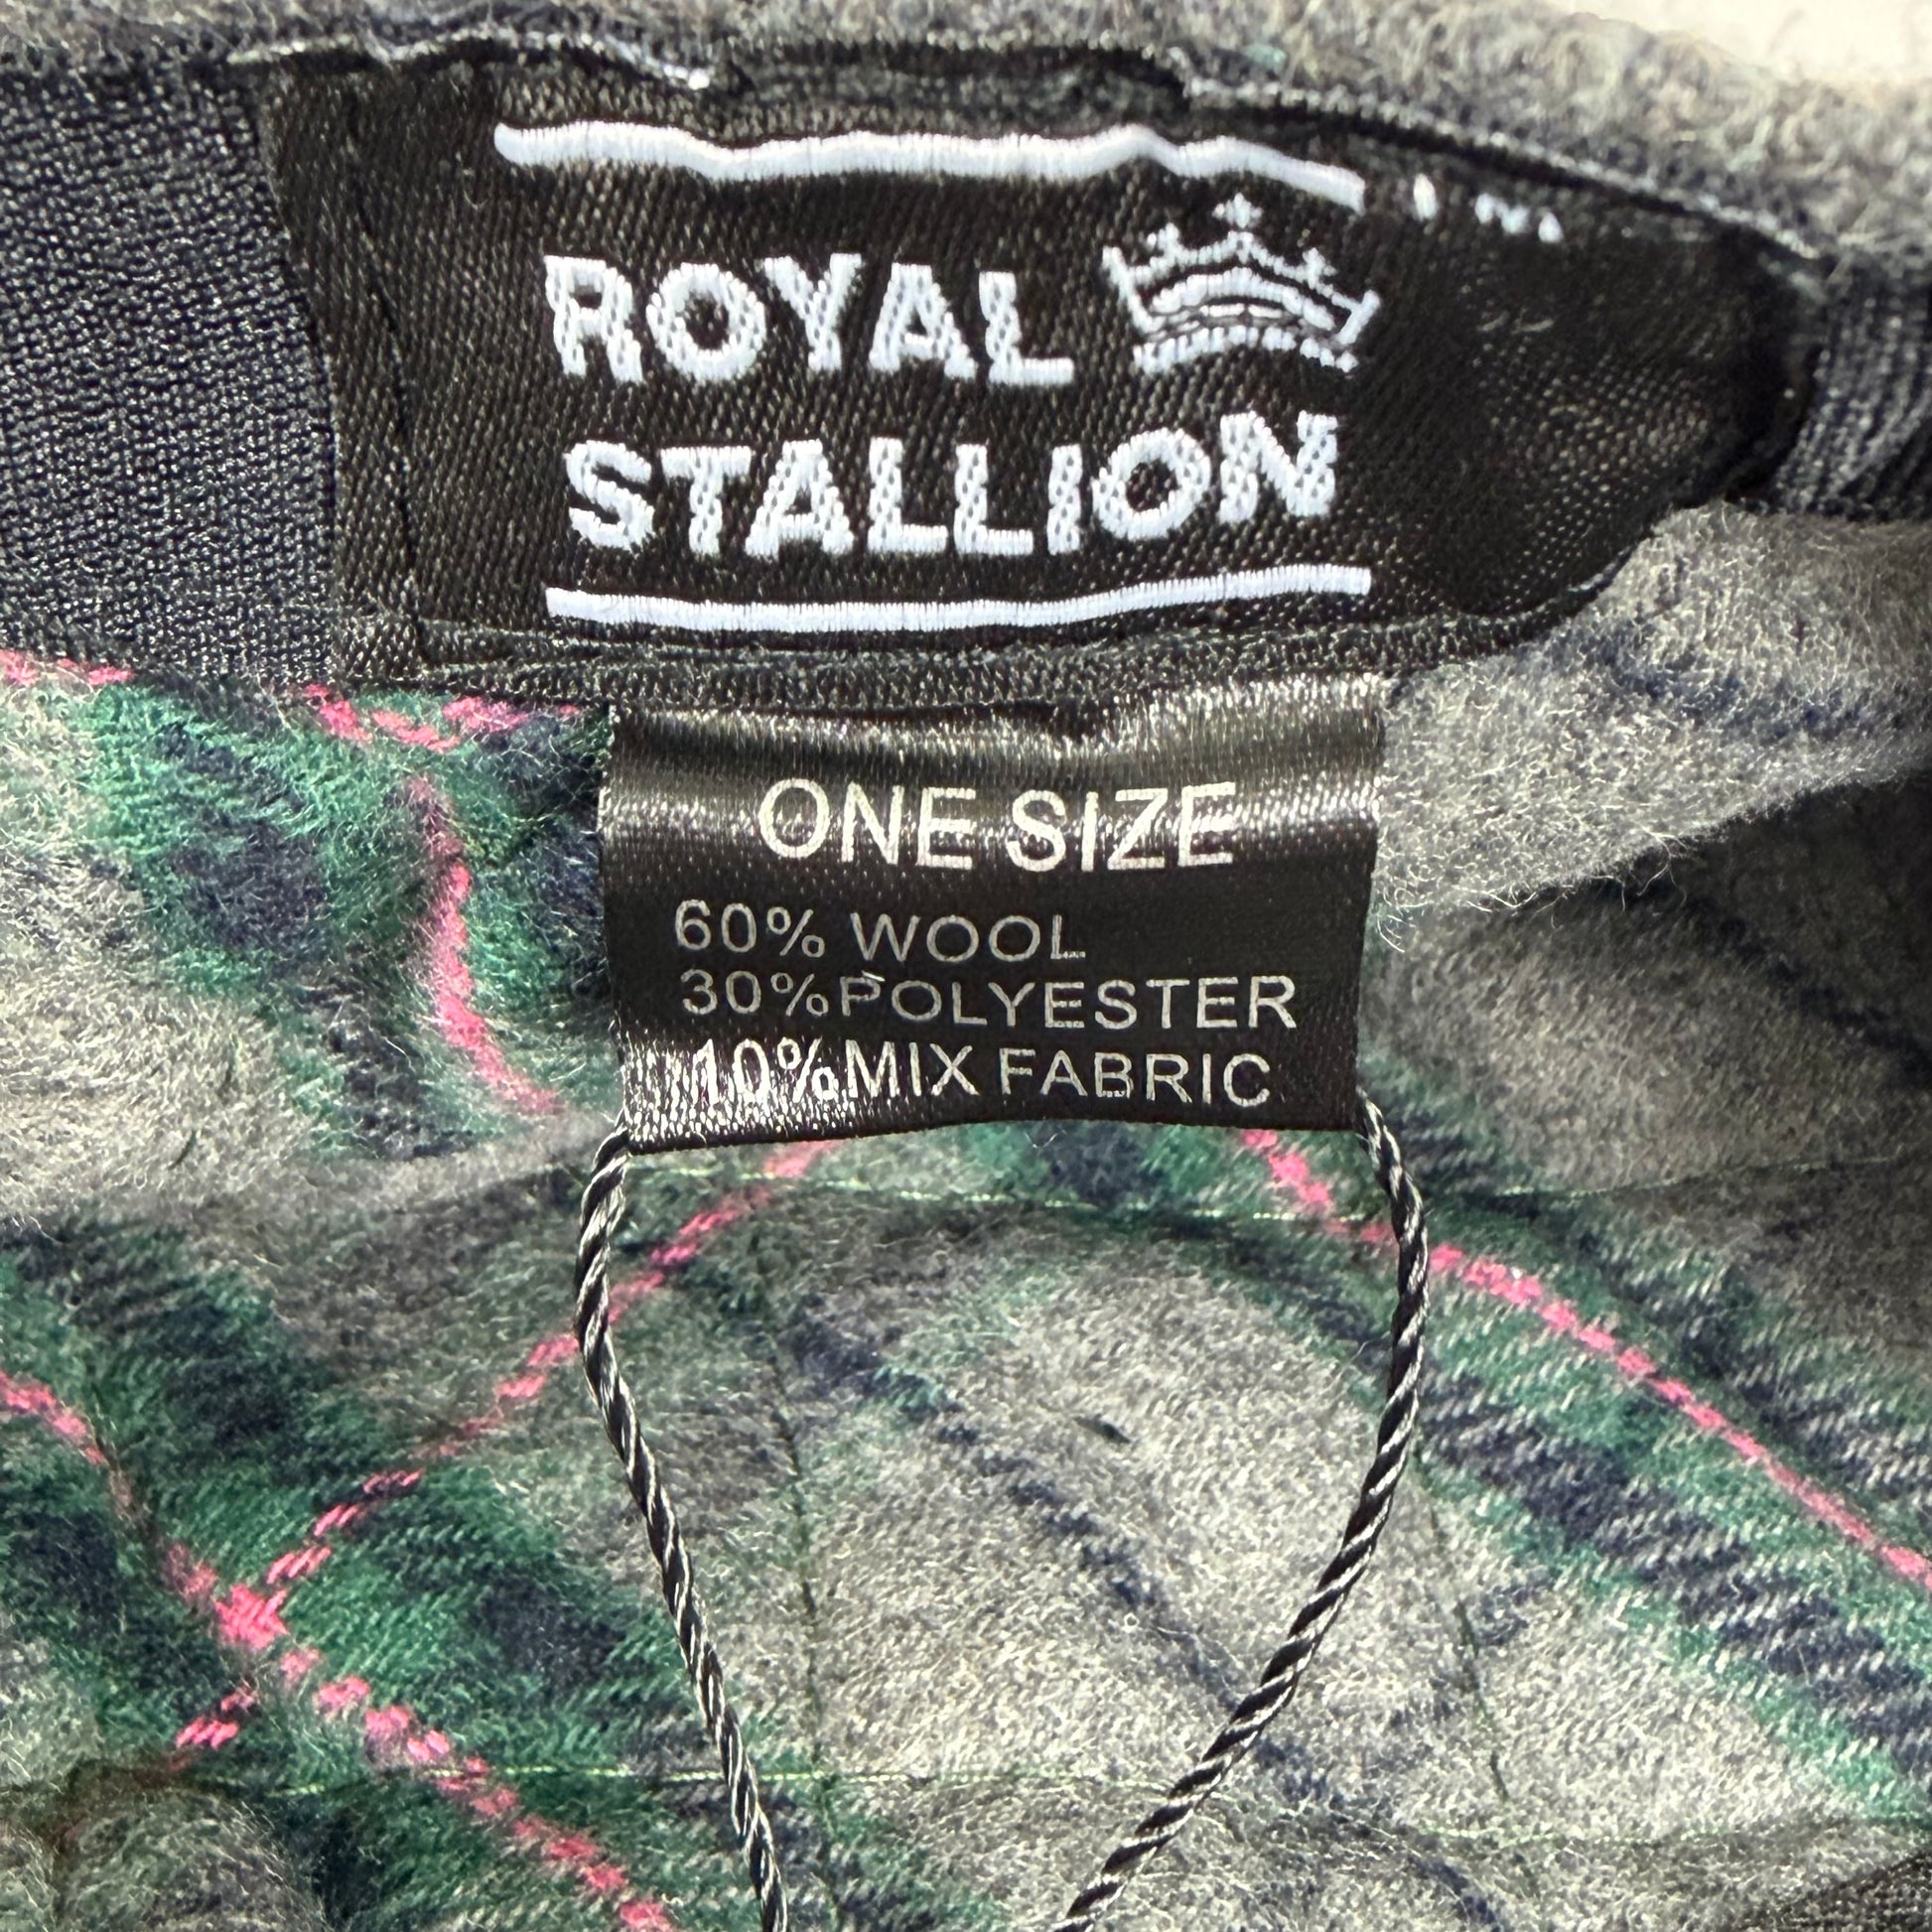 ROYAL
STALLION
ONE SIZE
60% WOOL
30%POLYESTER
10%MIX FABRIC